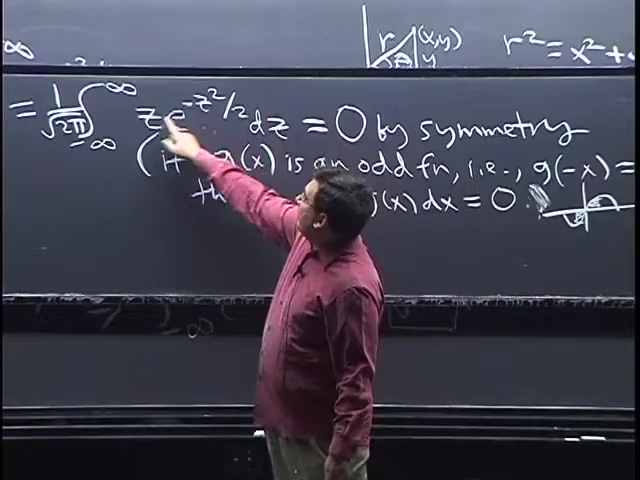 ∞
r (x,y) r² = x² +
θ y
= 1/√2π ∫_{-∞}^{∞} z e^{-z²/2} dz = 0 by symmetry
(if g(x) is an odd fn, i.e., g(-x) =
(x) dx = 0
-∞